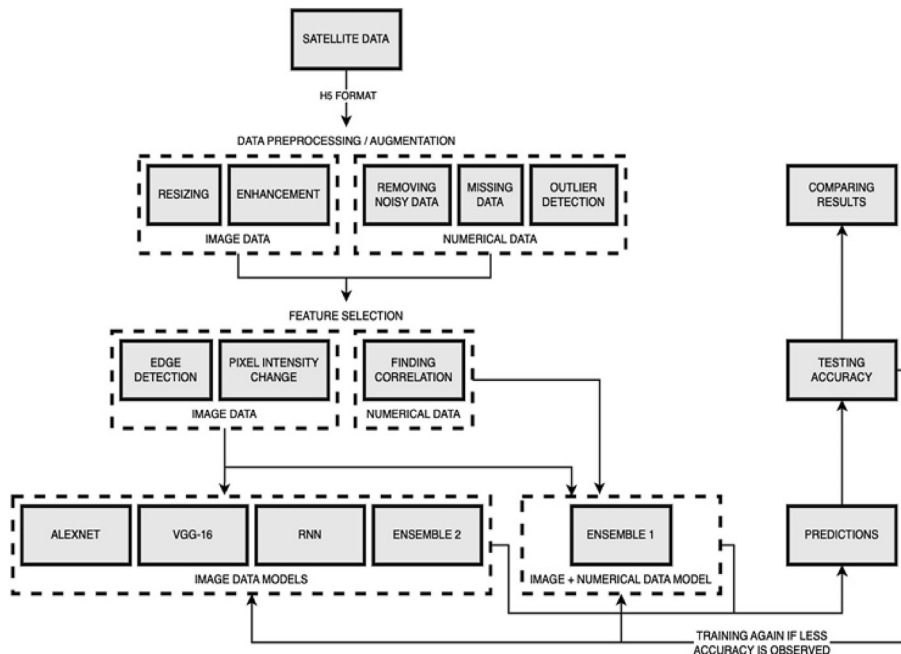 SATELLITE DATA
H5 FORMAT
DATA PREPROCESSING / AUGMENTATION
RESIZING
ENHANCEMENT
IMAGE DATA
REMOVING
NOISY DATA
MISSING
DATA
OUTLIER
DETECTION
NUMERICAL DATA
COMPARING
RESULTS
FEATURE SELECTION
EDGE
DETECTION
PIXEL INTENSITY
CHANGE
IMAGE DATA
FINDING
CORRELATION
NUMERICAL DATA
TESTING
ACCURACY
ALEXNET
VGG-16
RNN
ENSEMBLE 2
IMAGE DATA MODELS
ENSEMBLE 1
IMAGE + NUMERICAL DATA MODEL
PREDICTIONS
TRAINING AGAIN IF LESS
ACCURACY IS OBSERVED